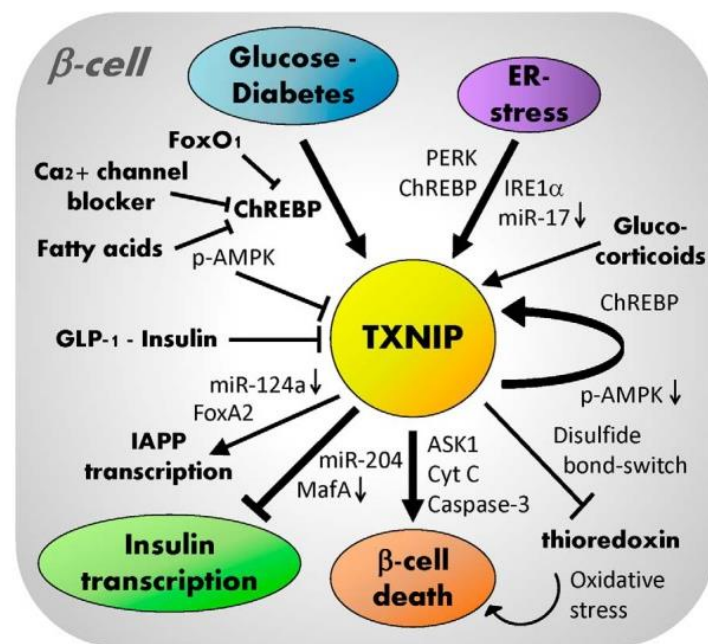 β-cell
Glucose -
Diabetes
ER-
stress
FoxO1
Ca2+ channel
blocker
ChREBP
Fatty acids
p-AMPK
PERK
ChREBP
IRE1α
miR-17↓
Gluco-
corticoids
TXNIP
ChREBP
p-AMPK↓
GLP-1 - Insulin
miR-124a↓
FoxA2
IAPP
transcription
miR-204
MafA↓
ASK1
Cyt C
Caspase-3
Disulfide
bond-switch
Insulin
transcription
β-cell
death
thioredoxin
Oxidative
stress